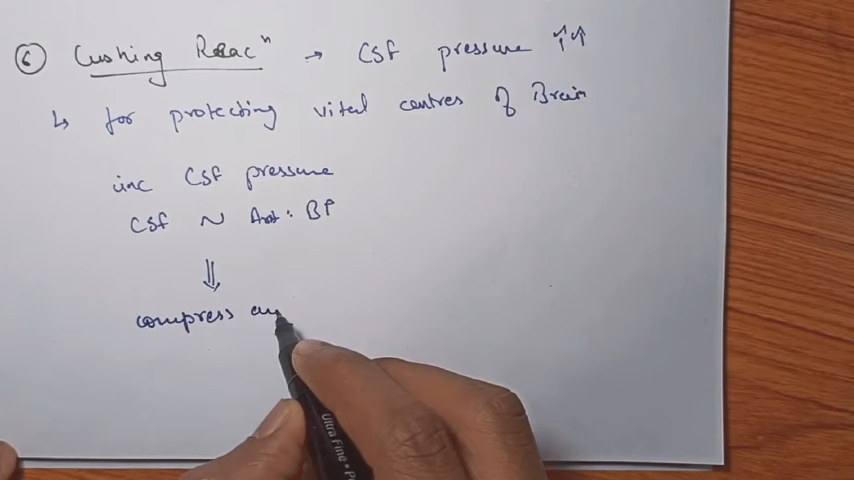 6 Cushing Reacⁿ → CSF pressure ↑↑
↳ for protecting vital centres of Brain
inc CSF pressure
CSF ~ Art: BP
⇓
compress
Ultra Fine